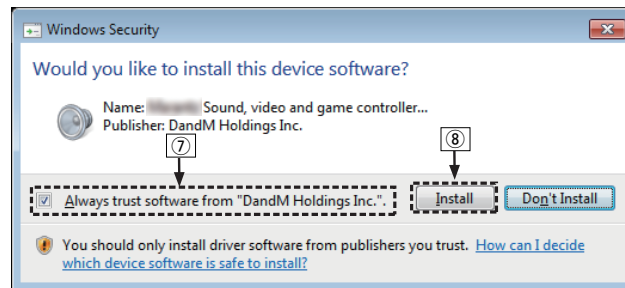 Windows Security
Would you like to install this device software?
Name: Sound, video and game controller...
Publisher: DandM Holdings Inc.
⑦
⑧
Always trust software from "DandM Holdings Inc.".
Install
Don't Install
You should only install driver software from publishers you trust. How can I decide
which device software is safe to install?